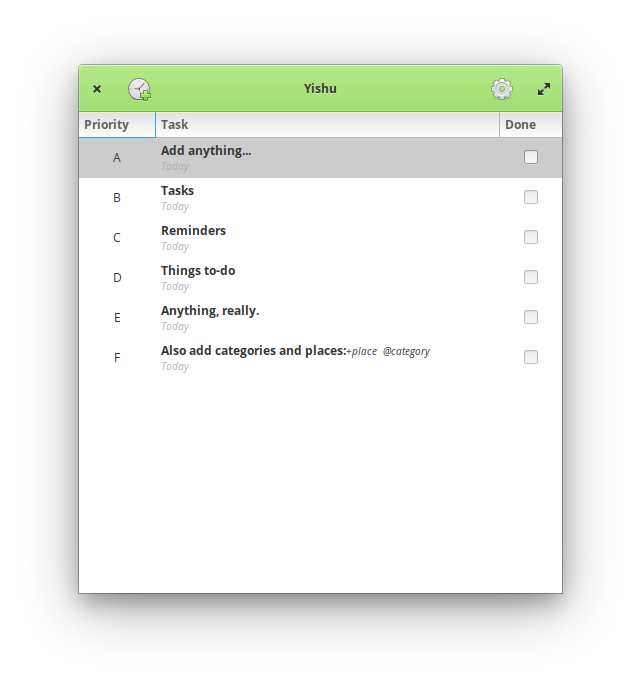 Yishu
Priority Task Done
A Add anything...
Today
B Tasks
Today
C Reminders
Today
D Things to-do
Today
E Anything, really.
Today
F Also add categories and places:+place @category
Today